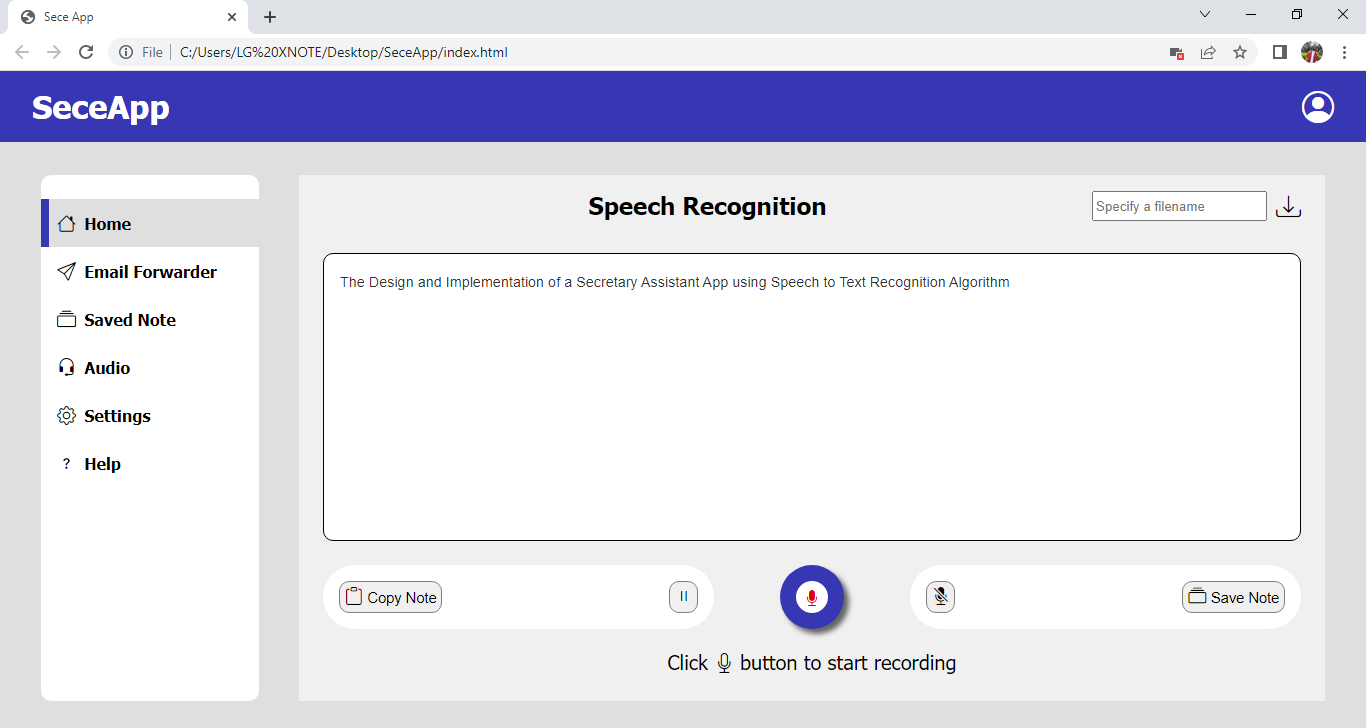 Sece App
File
C:/Users/LG%20XNOTE/Desktop/SeceApp/index.html
SeceApp
Home
Email Forwarder
Saved Note
Audio
Settings
? Help
Speech Recognition
Specify a filename
The Design and Implementation of a Secretary Assistant App using Speech to Text Recognition Algorithm
Copy Note
Save Note
Click button to start recording